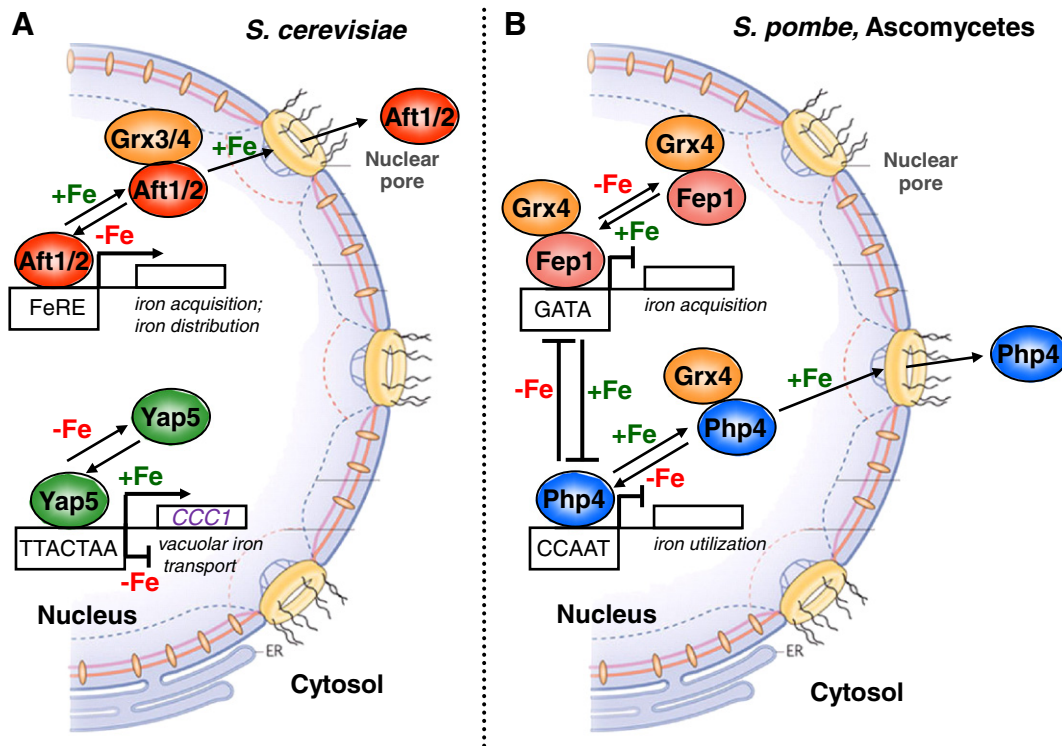 A
S. cerevisiae
Grx3/4
Aft1/2
+Fe
Aft1/2
+Fe
-Fe
Aft1/2
Nuclear
pore
FeRE
iron acquisition;
iron distribution
Yap5
-Fe
+Fe
Yap5
CCC1
TTACTAA
vacuolar iron
transport
-Fe
Nucleus
ER
Cytosol
B
S. pombe, Ascomycetes
Grx4
Fep1
-Fe
Grx4
+Fe
Fep1
Nuclear
pore
GATA
iron acquisition
-Fe
+Fe
Grx4
Php4
+Fe
Php4
+Fe
-Fe
Php4
CCAAT
iron utilization
Nucleus
ER
Cytosol